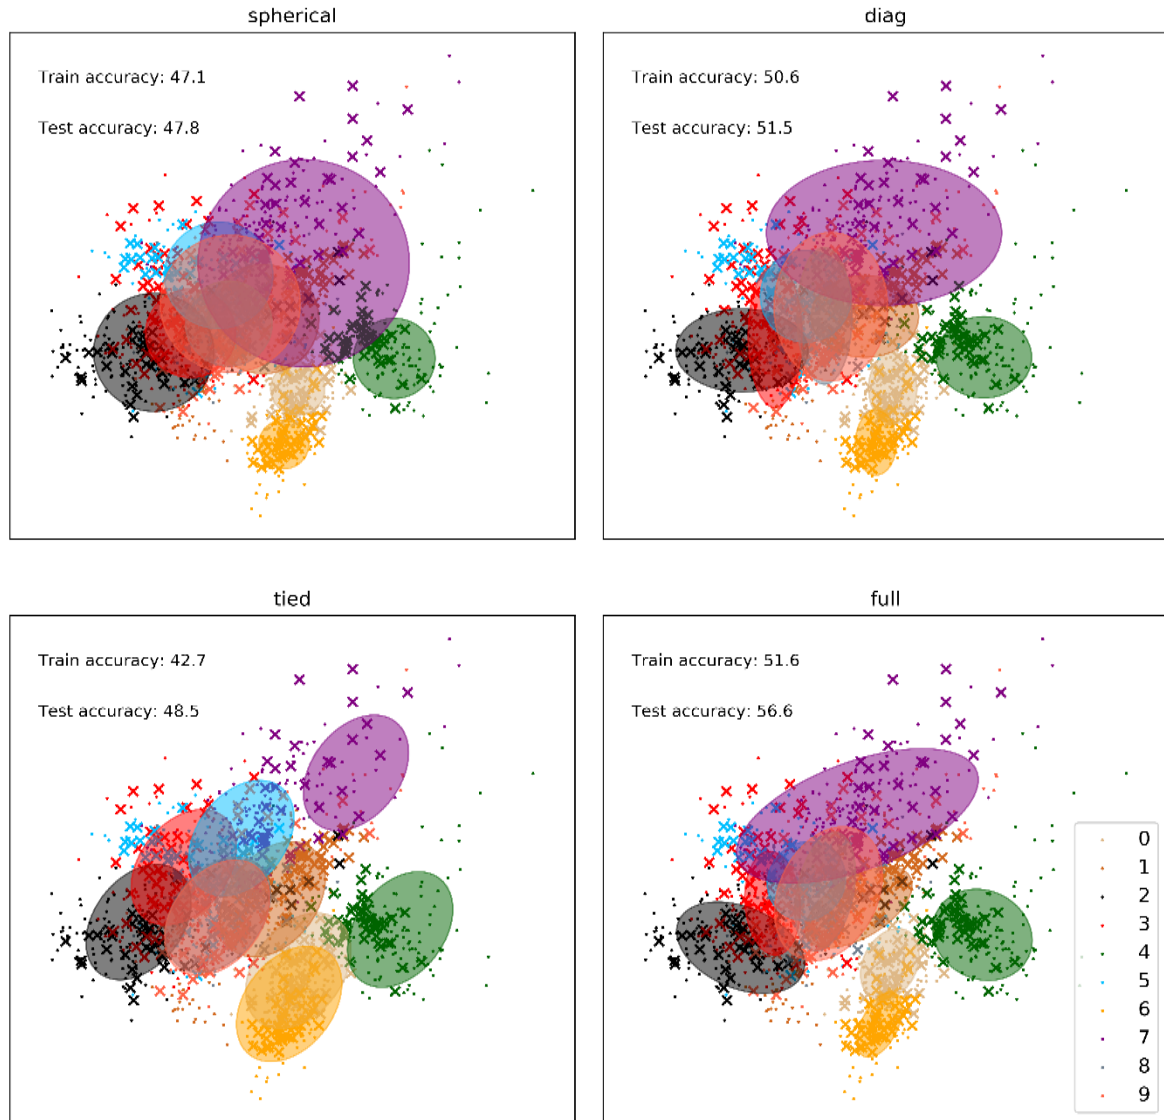 spherical
Train accuracy: 47.1
Test accuracy: 47.8
diag
Train accuracy: 50.6
Test accuracy: 51.5
tied
Train accuracy: 42.7
Test accuracy: 48.5
full
Train accuracy: 51.6
Test accuracy: 56.6
0
1
2
3
4
5
6
7
8
9